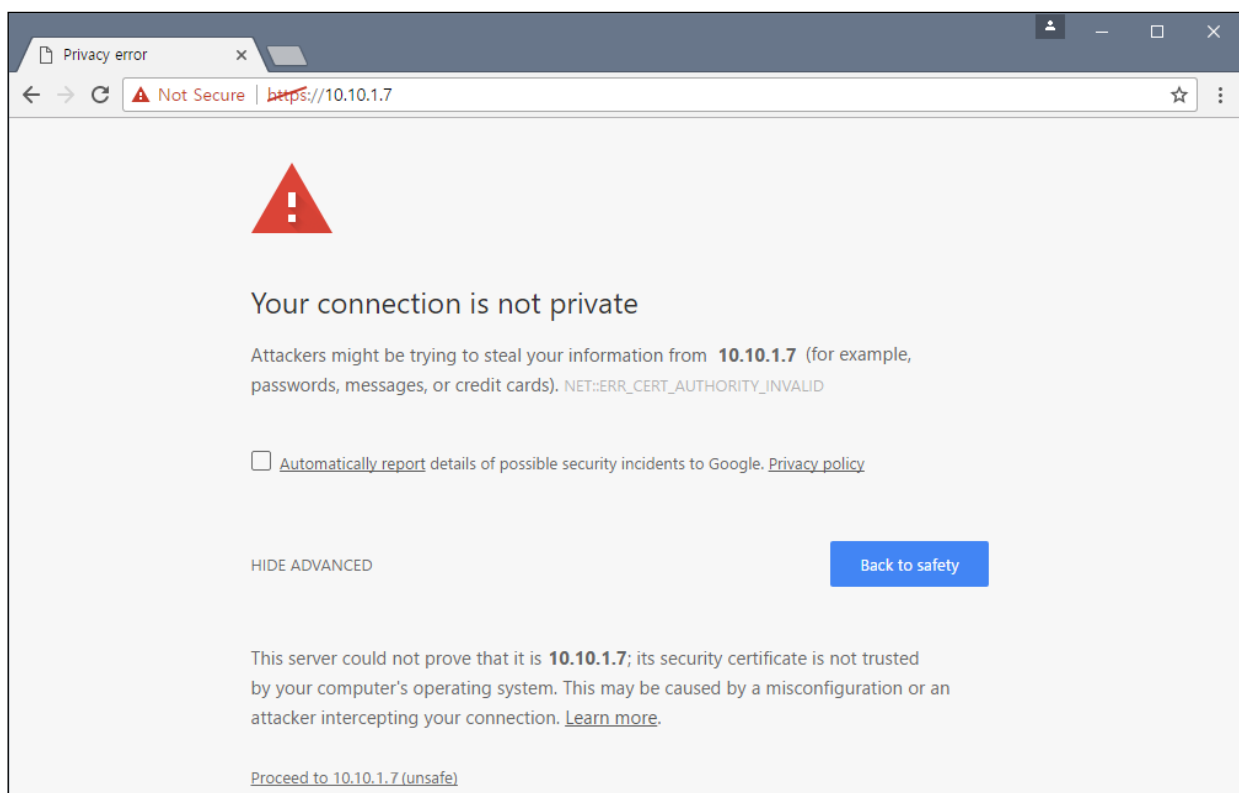 Privacy error
Not Secure | https://10.10.1.7
Your connection is not private
Attackers might be trying to steal your information from 10.10.1.7 (for example,
passwords, messages, or credit cards). NET::ERR_CERT_AUTHORITY_INVALID
Automatically report details of possible security incidents to Google. Privacy policy
HIDE ADVANCED
Back to safety
This server could not prove that it is 10.10.1.7; its security certificate is not trusted
by your computer's operating system. This may be caused by a misconfiguration or an
attacker intercepting your connection. Learn more.
Proceed to 10.10.1.7 (unsafe)